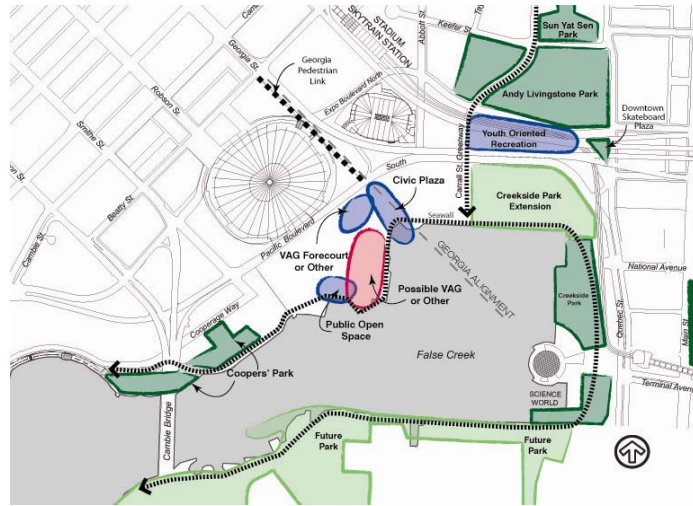 Cambie St.
Georgia St.
Robson St.
Smithe St.
Beatty St.
Cambie St.
STADIUM
SKYTRAIN STATION
Abbott St.
Keefer St.
Sun Yat Sen
Park
Georgia
Pedestrian
Link
Expo Boulevard North
Andy Livingstone Park
Downtown
Skateboard
Plaza
Youth Oriented
Recreation
Carrall St. Greenway
South
Pacific Boulevard
Civic Plaza
Creekside Park
Extension
Seawall
VAG Forecourt
or Other
GEORGIA ALIGNMENT
National Avenue
Creekside
Park
Possible VAG
or Other
Public Open
Space
Quebec St.
Main St.
Cooperage Way
Coopers' Park
False Creek
Terminal Avenue
SCIENCE
WORLD
Cambie Bridge
Future
Park
Future
Park